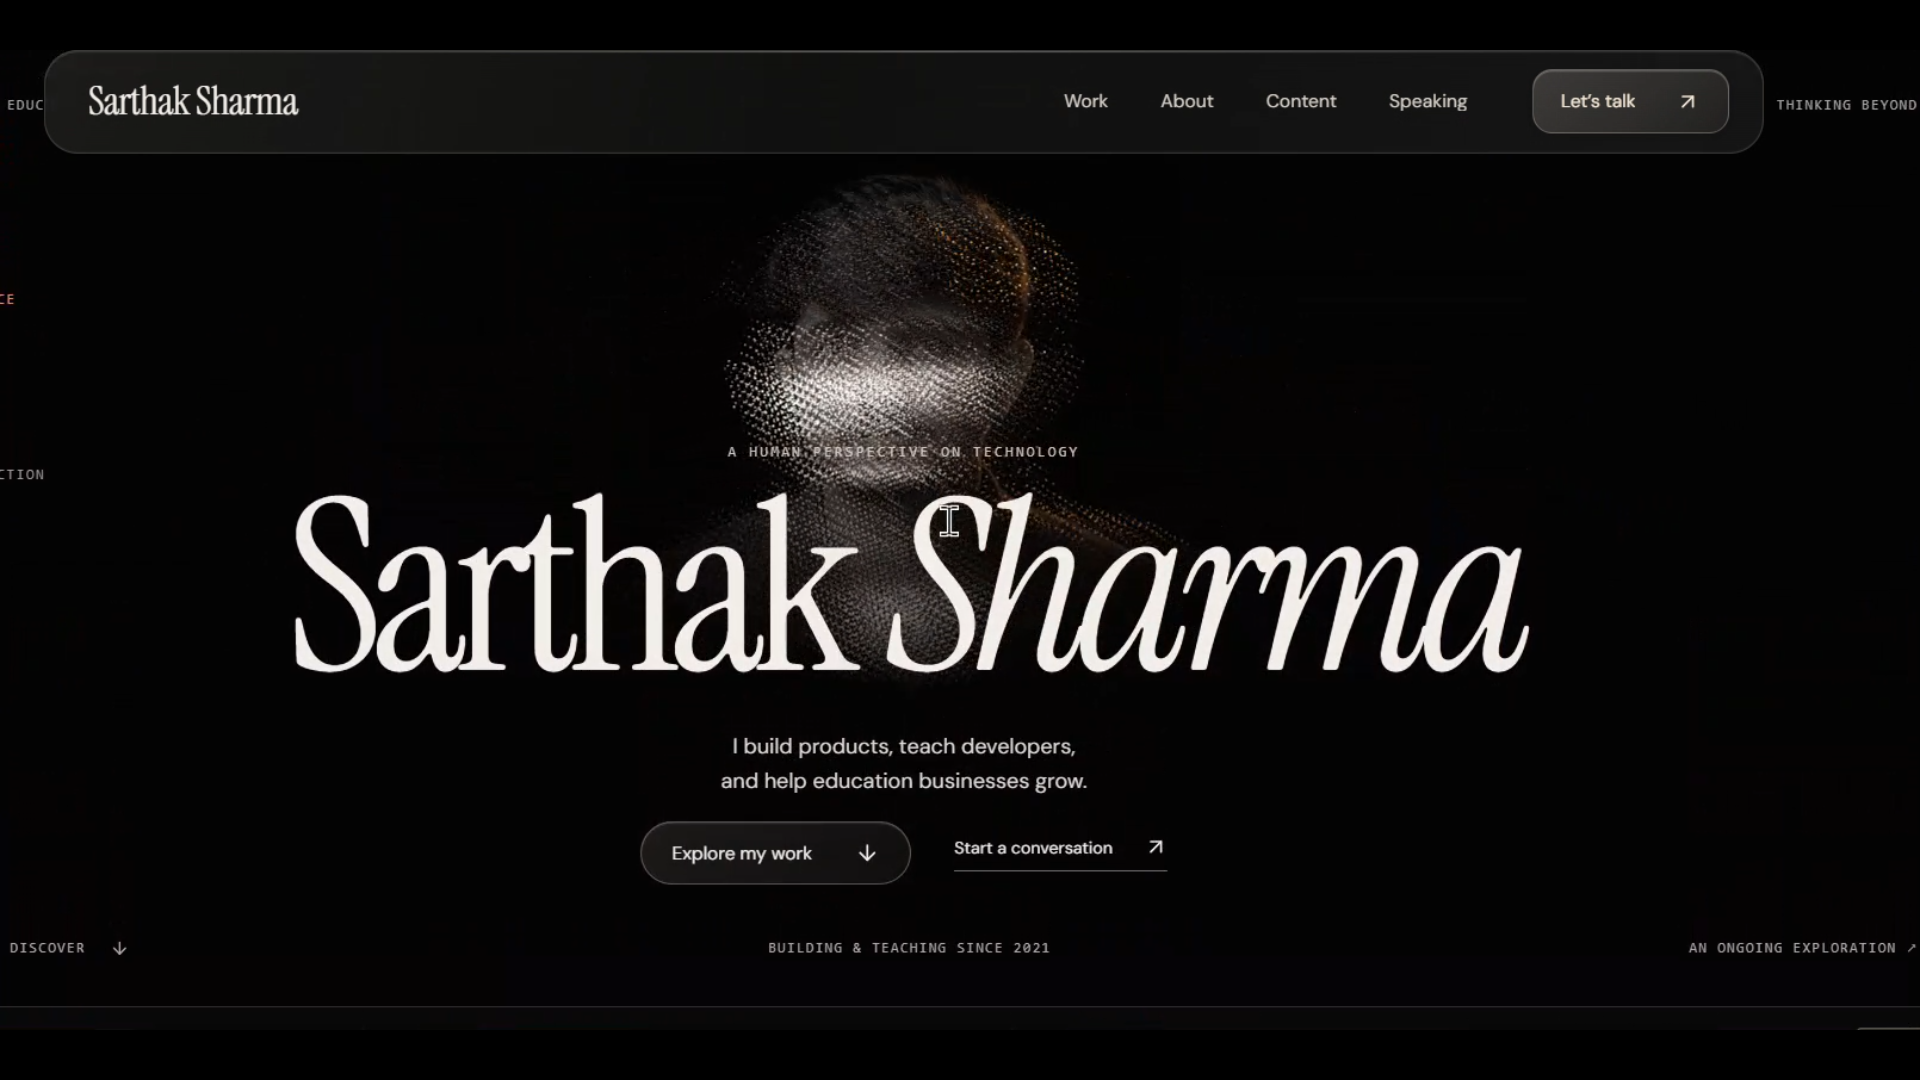 Sarthak Sharma
Work
About
Content
Speaking
Let's talk ↗
EDUC
THINKING BEYOND
CE
A HUMAN PERSPECTIVE ON TECHNOLOGY
CTION
Sarthak Sharma
I build products, teach developers,
and help education businesses grow.
Explore my work ↓
Start a conversation ↗
DISCOVER ↓
BUILDING & TEACHING SINCE 2021
AN ONGOING EXPLORATION ↗